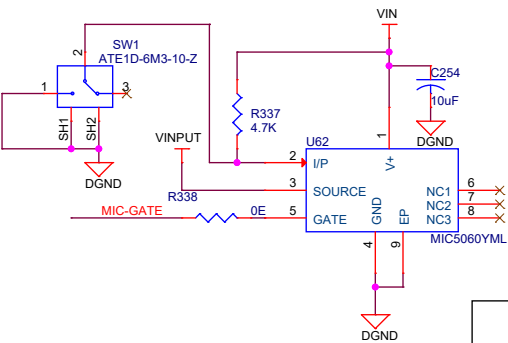 VIN
2
SW1
ATE1D-6M3-10-Z
1
3
C254
10uF
SH1
SH2
R337
4.7K
DGND
DGND
VINPUT
U62
1
2
I/P
V+
3
SOURCE
6
NC1
R338
MIC-GATE
0E
5
GATE
7
NC2
8
NC3
GND
EP
4
9
MIC5060YML
DGND